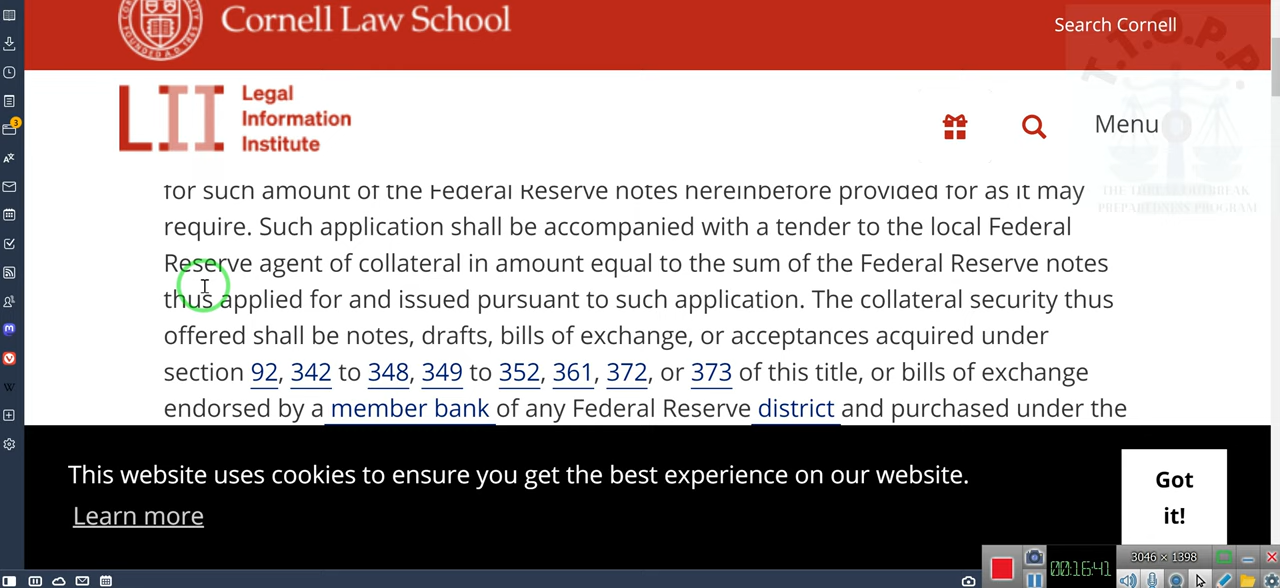 Cornell Law School
Search Cornell
T.T.O.P.P.
LII Legal
Information
Institute
Menu
THE THREAT OUTBREAK
PREPAREDNESS PROGRAM
for such amount of the Federal Reserve notes hereinbefore provided for as it may
require. Such application shall be accompanied with a tender to the local Federal
Reserve agent of collateral in amount equal to the sum of the Federal Reserve notes
thus applied for and issued pursuant to such application. The collateral security thus
offered shall be notes, drafts, bills of exchange, or acceptances acquired under
section 92, 342 to 348, 349 to 352, 361, 372, or 373 of this title, or bills of exchange
endorsed by a member bank of any Federal Reserve district and purchased under the
This website uses cookies to ensure you get the best experience on our website.
Learn more
Got
it!
3046 × 1398
00:16:41
3